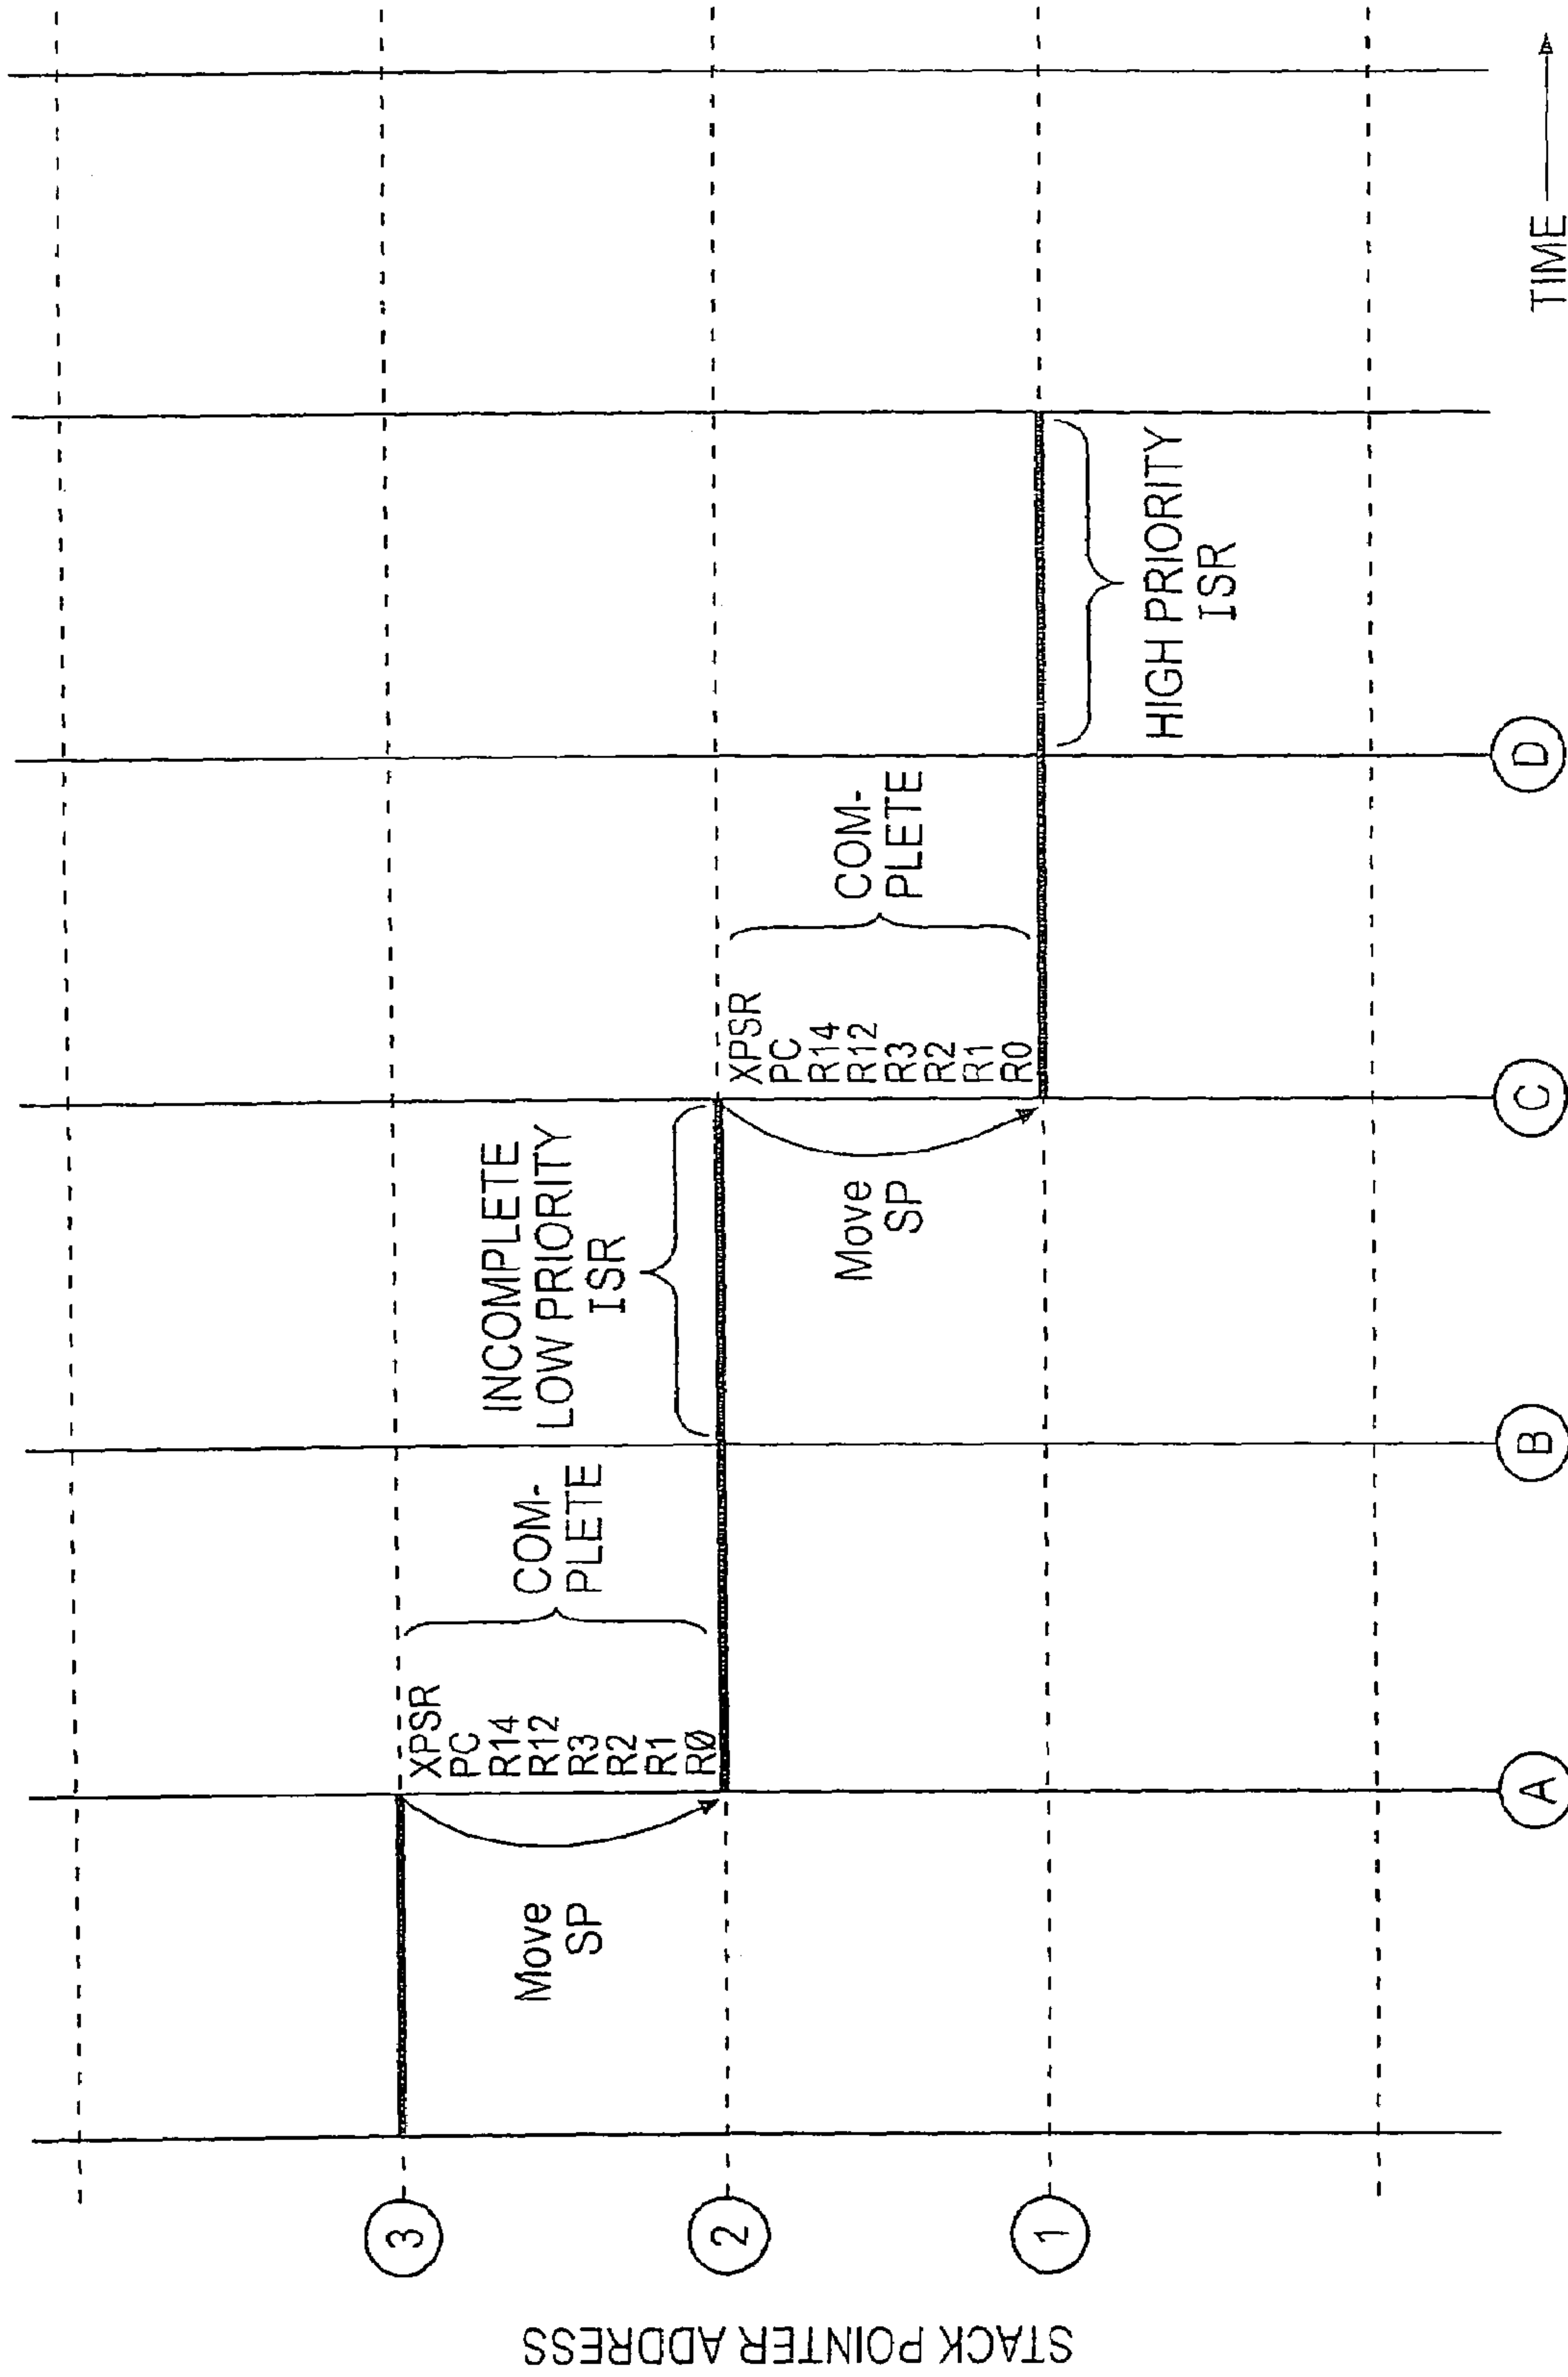 STACK POINTER ADDRESS
3
2
1
Move
SP
XPSR
PC
R14
R12
R3
R2
R1
RØ
COM-
PLETE
INCOMPLETE
LOW PRIORITY
ISR
Move
SP
XPSR
PC
R14
R12
R3
R2
R1
R0
COM-
PLETE
HIGH PRIORITY
ISR
A
B
C
D
TIME